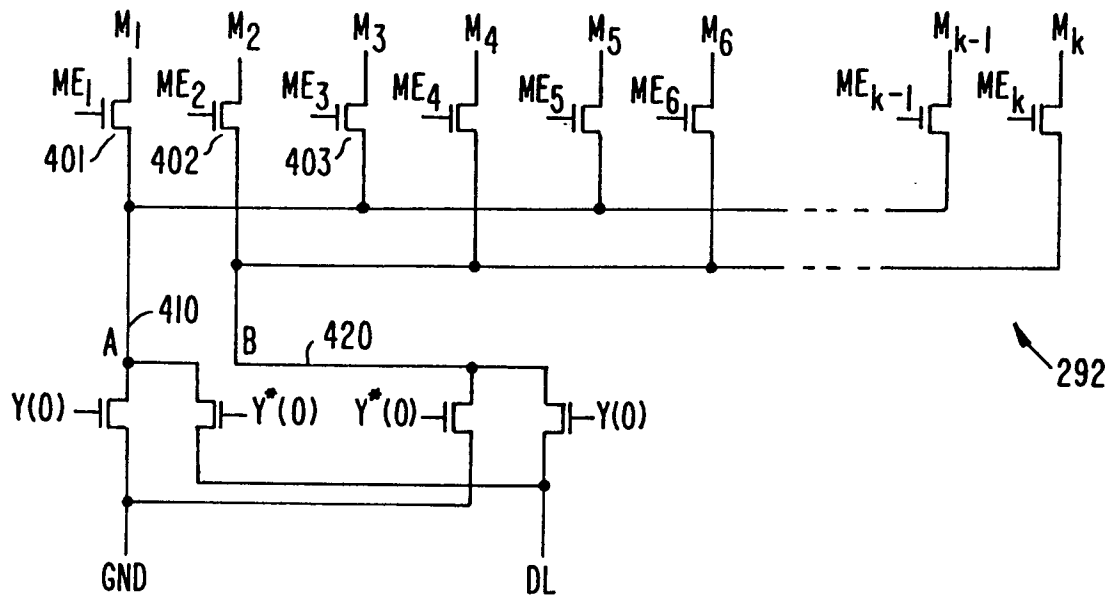 M1 M2 M3 M4 M5 M6 Mk-1 Mk
ME1 ME2 ME3 ME4 ME5 ME6 MEk-1 MEk
401 402 403
410
A B 420
292
Y(0) Y*(0) Y*(0) Y(0)
GND DL